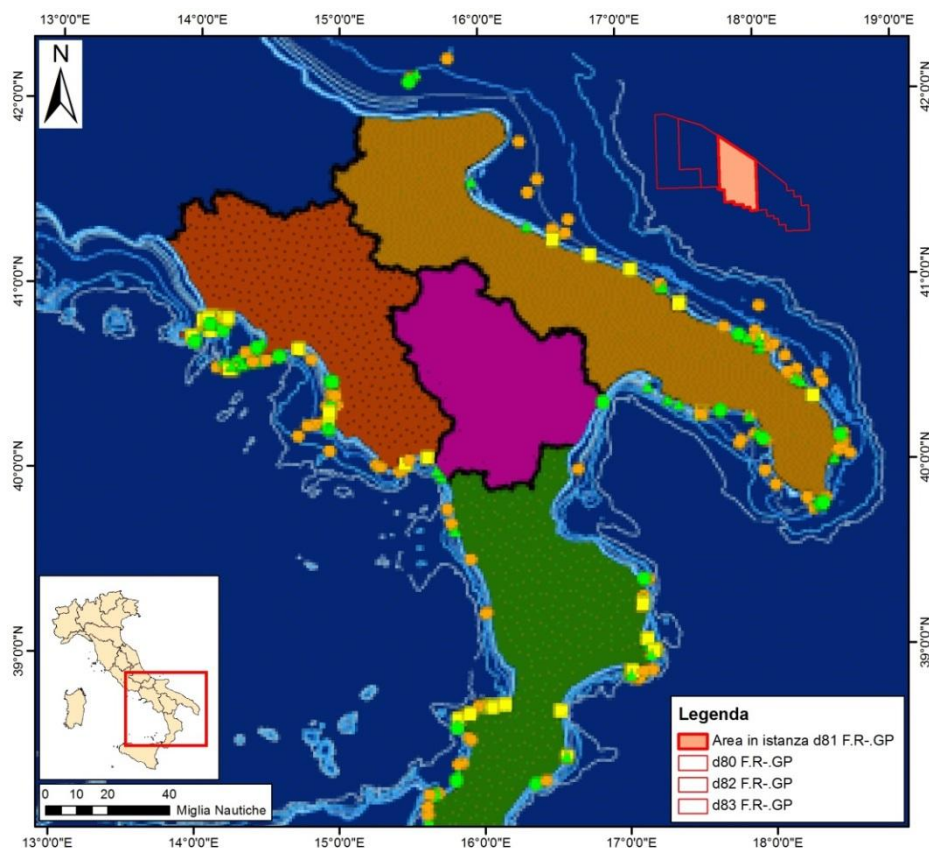 13°0'0"E 14°0'0"E 15°0'0"E 16°0'0"E 17°0'0"E 18°0'0"E 19°0'0"E
N
42°0'0"N 42°0'0"N
41°0'0"N 41°0'0"N
40°0'0"N 40°0'0"N
39°0'0"N 39°0'0"N
Legenda
Area in istanza d81 F.R-.GP
d80 F.R-.GP
d82 F.R-.GP
d83 F.R-.GP
0 10 20 40
Miglia Nautiche
13°0'0"E 14°0'0"E 15°0'0"E 16°0'0"E 17°0'0"E 18°0'0"E